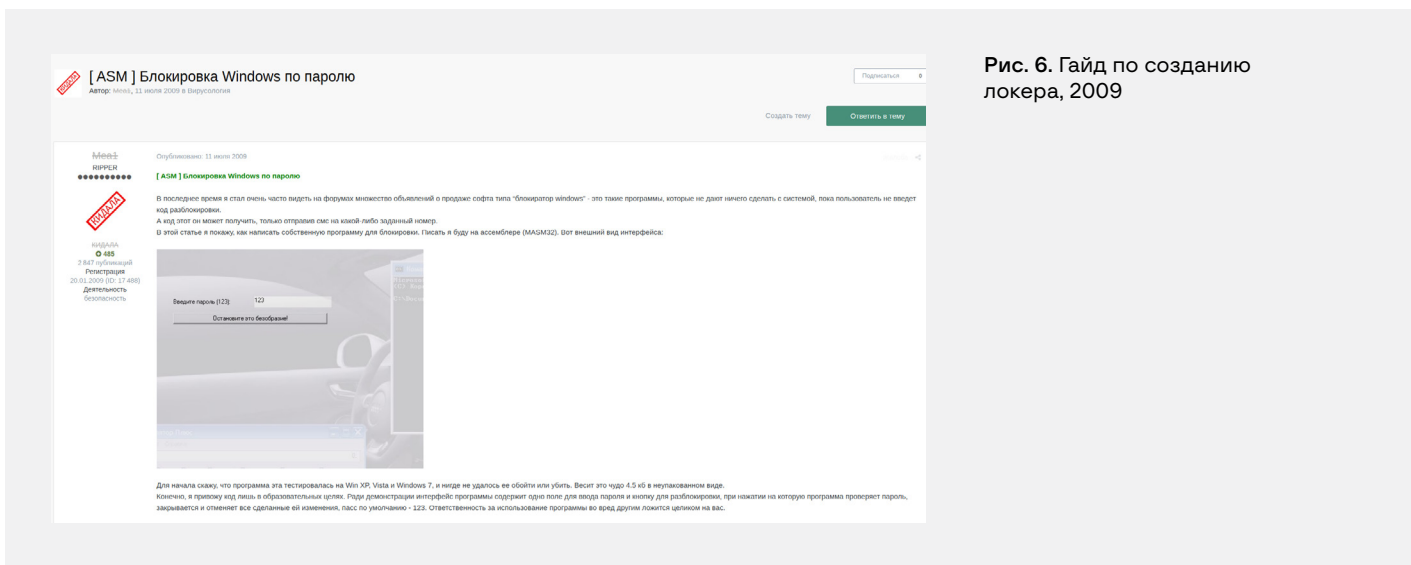 [ ASM ] Блокировка Windows по паролю
Автор: Mea1, 11 июля 2009 в Вирусология
Подписаться 0
Создать тему
Ответить в тему
КИДАЛА
Mea1
RIPPER
КИДАЛА
КИДАЛА
485
2 847 публикаций
Регистрация
20.01.2009 (ID: 17 488)
Деятельность
безопасность
Опубликовано: 11 июля 2009
[ ASM ] Блокировка Windows по паролю
В последнее время я стал очень часто видеть на форумах множество объявлений о продаже софта типа "блокиратор windows" - это такие программы, которые не дают ничего сделать с системой, пока пользователь не введет
код разблокировки.
А код этот он может получить, только отправив смс на какой-либо заданный номер.
В этой статье я покажу, как написать собственную программу для блокировки. Писать я буду на ассемблере (MASM32). Вот внешний вид интерфейса:
Введите пароль (123):
123
Остановите это безобразие!
Для начала скажу, что программа эта тестировалась на Win XP, Vista и Windows 7, и нигде не удалось ее обойти или убить. Весит это чудо 4.5 кб в неупакованном виде.
Конечно, я привожу код лишь в образовательных целях. Ради демонстрации интерфейс программы содержит одно поле для ввода пароля и кнопку для разблокировки, при нажатии на которую программа проверяет пароль,
закрывается и отменяет все сделанные ей изменения, пасс по умолчанию - 123. Ответственность за использование программы во вред другим ложится целиком на вас.
Рис. 6. Гайд по созданию
локера, 2009